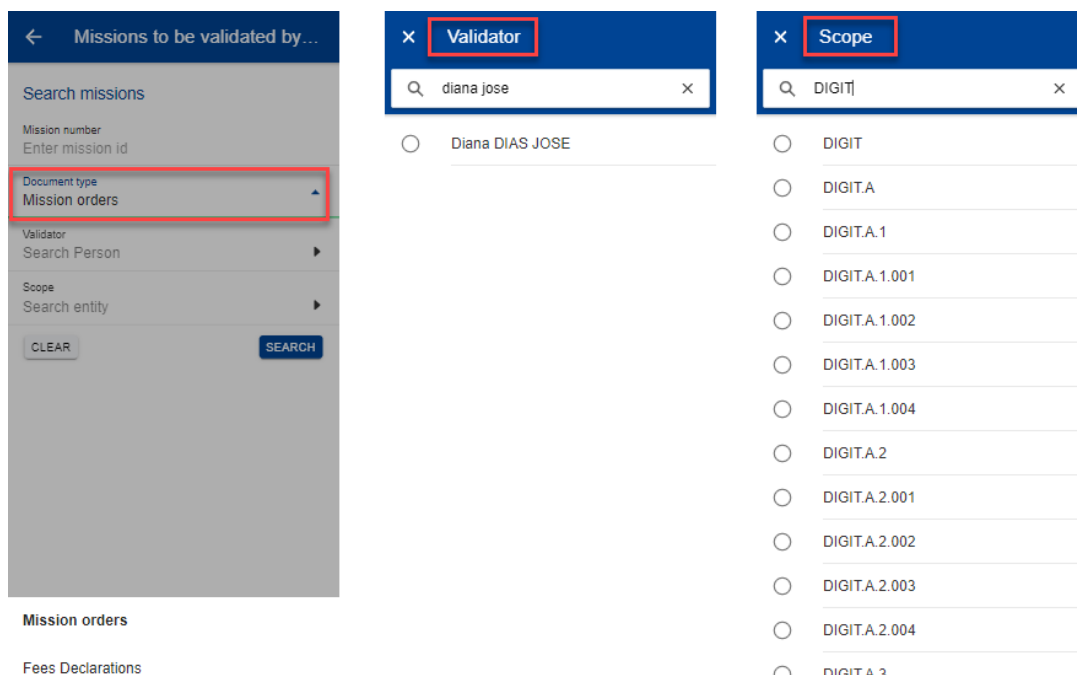 Missions to be validated by...
Search missions
Mission number
Enter mission id
Document type
Mission orders
Validator
Search Person
Scope
Search entity
CLEAR
SEARCH
Mission orders
Fees Declarations
Validator
diana jose
Diana DIAS JOSE
Scope
DIGIT
DIGIT
DIGIT.A
DIGIT.A.1
DIGIT.A.1.001
DIGIT.A.1.002
DIGIT.A.1.003
DIGIT.A.1.004
DIGIT.A.2
DIGIT.A.2.001
DIGIT.A.2.002
DIGIT.A.2.003
DIGIT.A.2.004
DIGIT.A.3